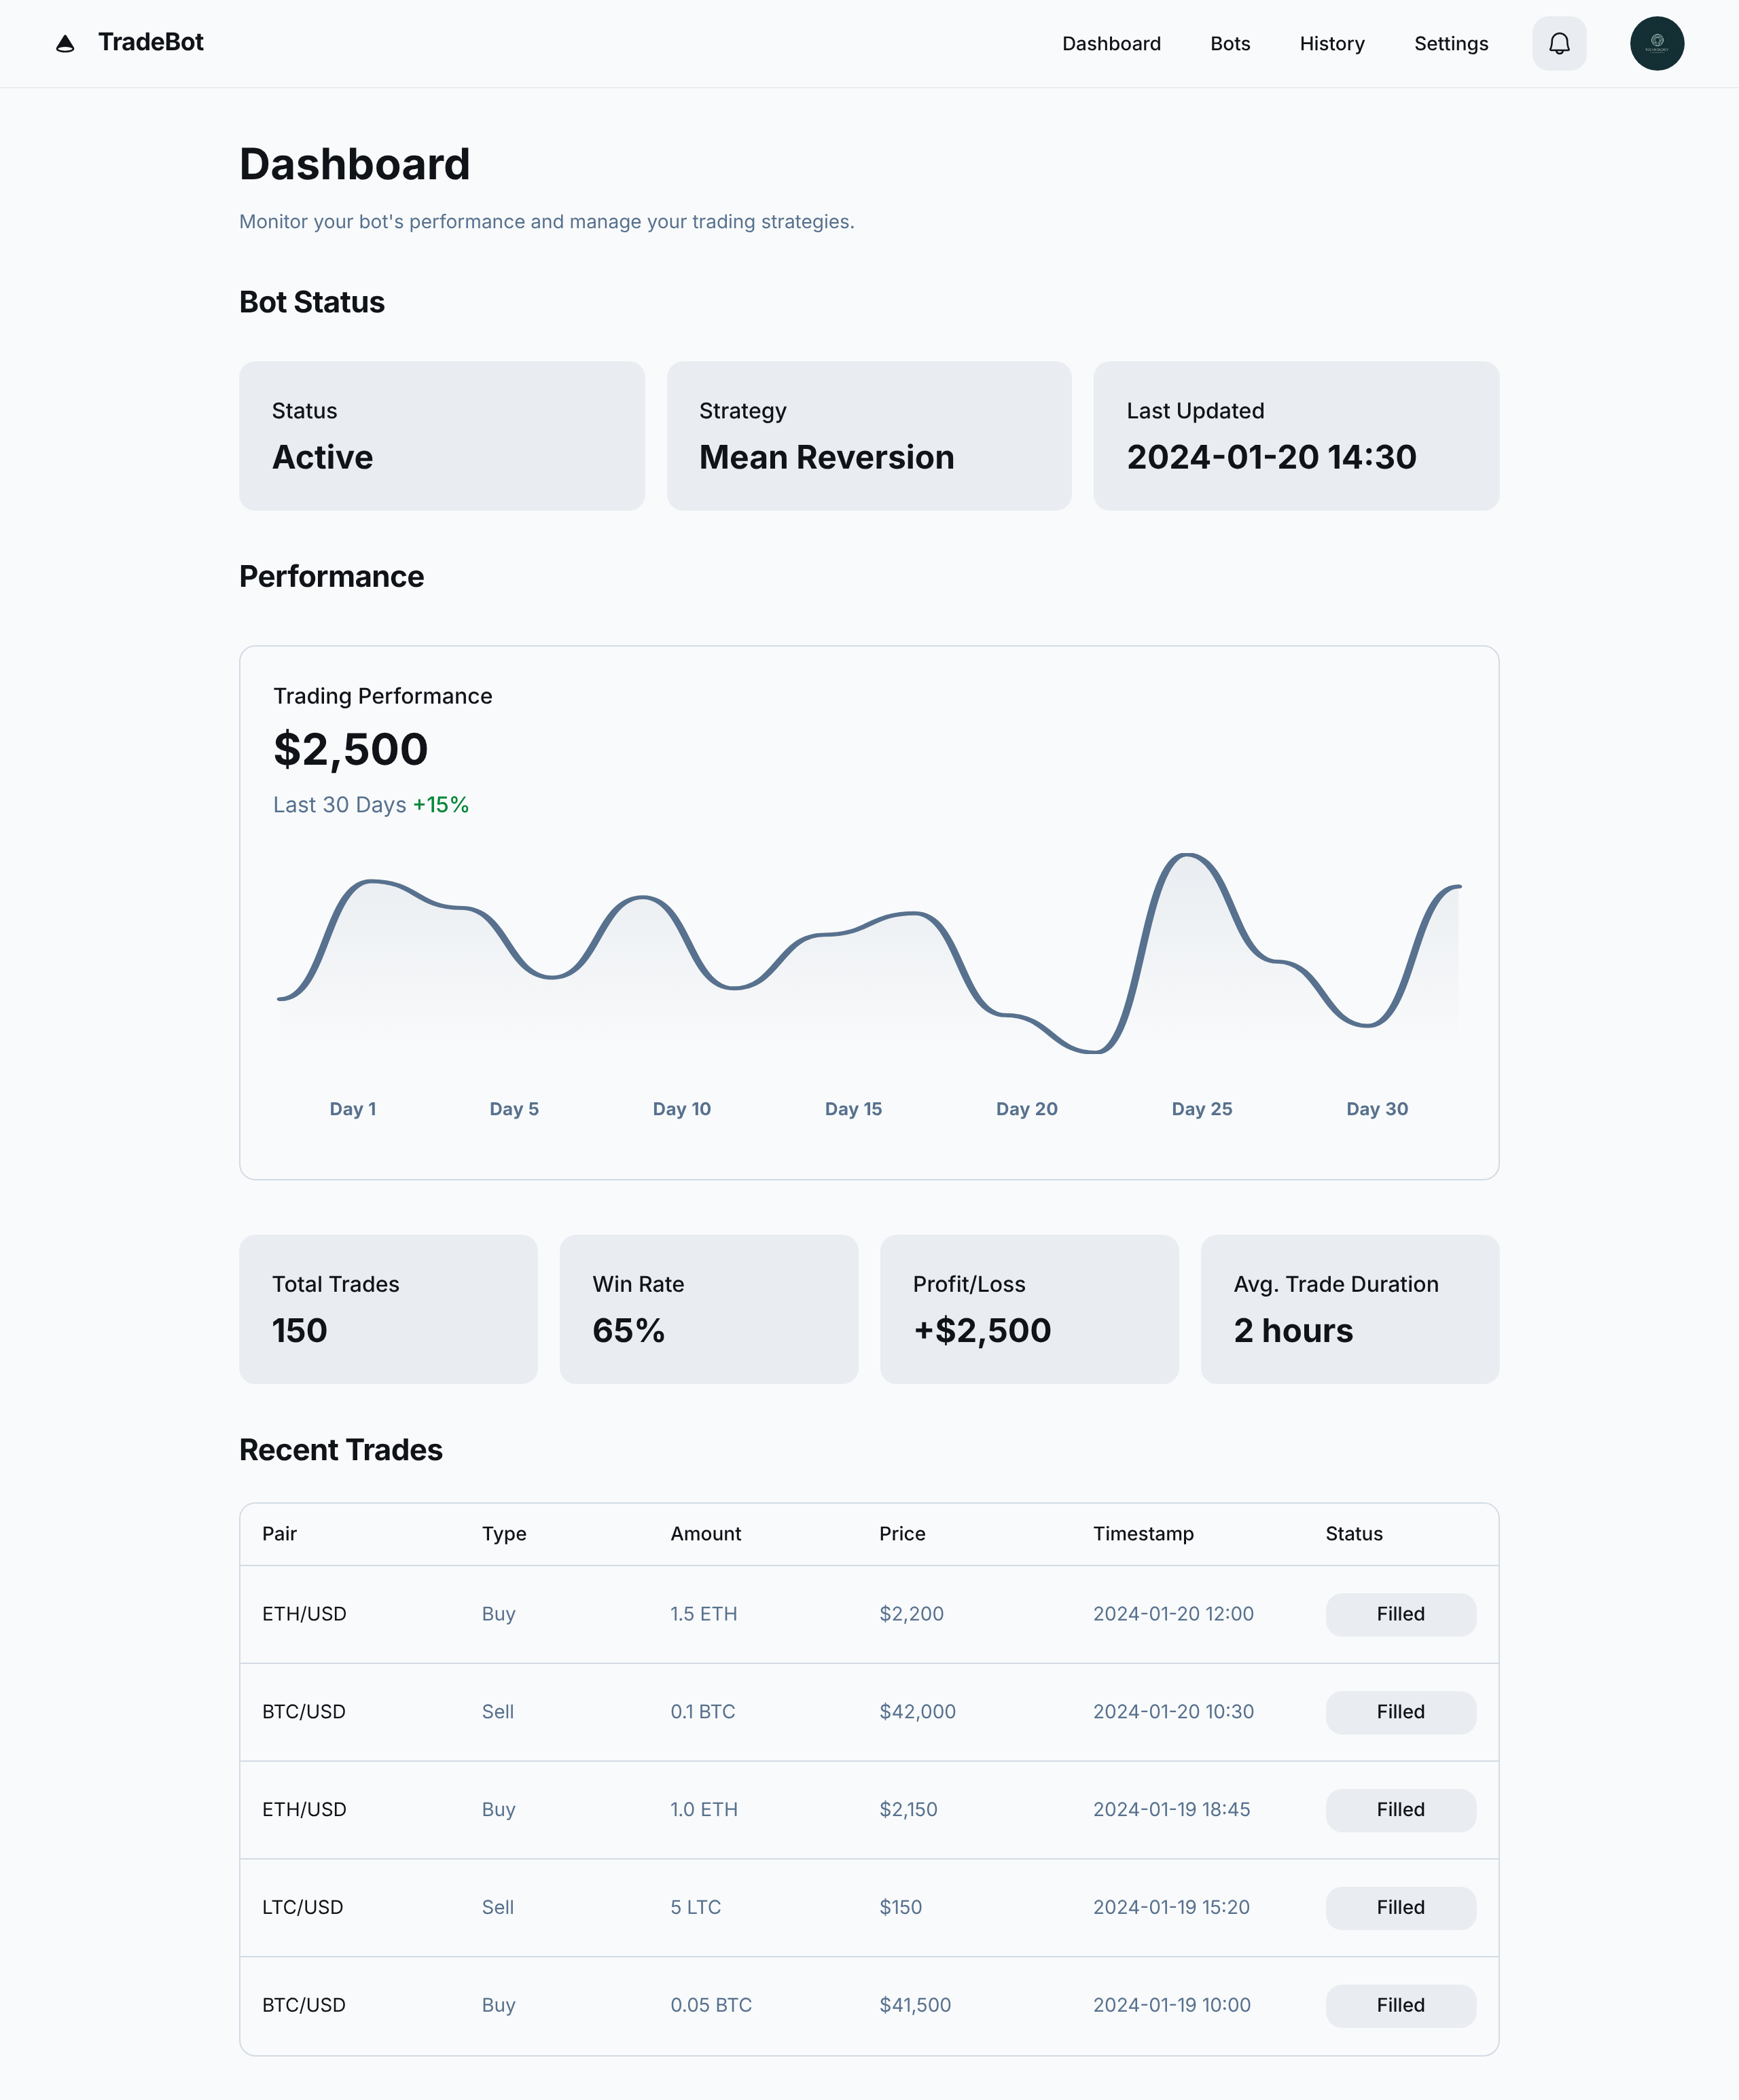 TradeBot
Dashboard Bots History Settings
Dashboard
Monitor your bot's performance and manage your trading strategies.
Bot Status
Status Strategy Last Updated
Active Mean Reversion 2024-01-20 14:30
Performance
Trading Performance
$2,500
Last 30 Days +15%
Day 1 Day 5 Day 10 Day 15 Day 20 Day 25 Day 30
Total Trades Win Rate Profit/Loss Avg. Trade Duration
150 65% +$2,500 2 hours
Recent Trades
Pair Type Amount Price Timestamp Status
ETH/USD Buy 1.5 ETH $2,200 2024-01-20 12:00 Filled
BTC/USD Sell 0.1 BTC $42,000 2024-01-20 10:30 Filled
ETH/USD Buy 1.0 ETH $2,150 2024-01-19 18:45 Filled
LTC/USD Sell 5 LTC $150 2024-01-19 15:20 Filled
BTC/USD Buy 0.05 BTC $41,500 2024-01-19 10:00 Filled